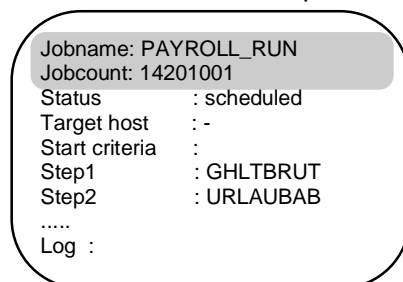 Jobname: PAYROLL_RUN
Jobcount: 14201001
Status : scheduled
Target host : -
Start criteria :
Step1 : GHLTBRUT
Step2 : URLAUBAB
.....
Log :